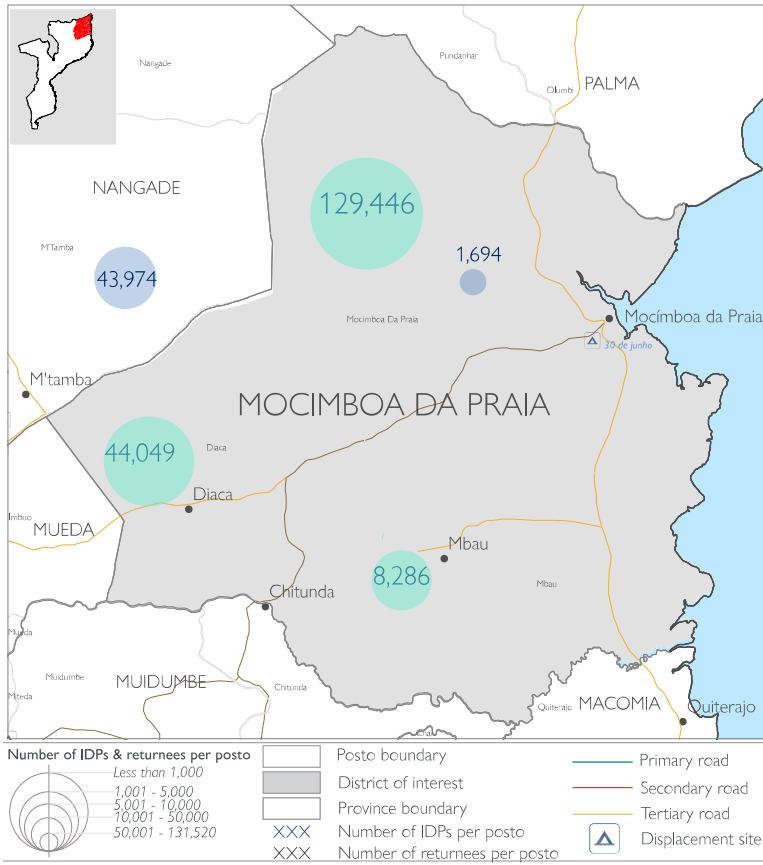 Nangade
Pundanhar
Olumbi
PALMA
NANGADE
129,446
M'Tamba
43,974
1,694
Mocimboa Da Praia
Mocímboa da Praia
30 de junho
M'tamba
MOCIMBOA DA PRAIA
44,049
Diaca
Diaca
Imbuo
MUEDA
Mbau
8,286
Mbau
Chitunda
Mueda
Muidumbe
MUIDUMBE
Chitunda
Miteda
Quiterajo
MACOMIA
Quiterajo
Chai
Number of IDPs & returnees per posto
Less than 1,000
1,001 - 5,000
5,001 - 10,000
10,001 - 50,000
50,001 - 131,520
Posto boundary
District of interest
Province boundary
XXX Number of IDPs per posto
XXX Number of returnees per posto
Primary road
Secondary road
Tertiary road
Displacement site